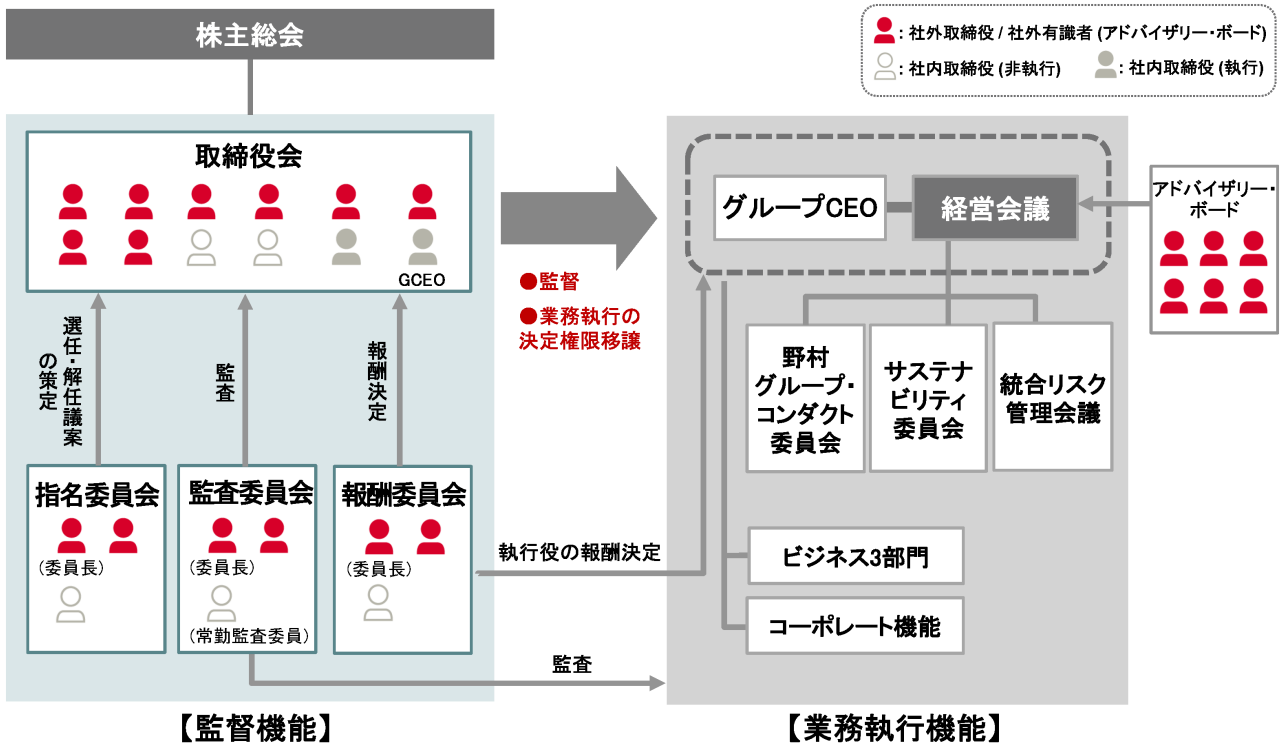 株主総会
: 社外取締役 / 社外有識者 (アドバイザリー・ボード)
: 社内取締役 (非執行)
: 社内取締役 (執行)
取締役会
GCEO
選任・解任議案
の策定
監査
報酬決定
指名委員会
(委員長)
監査委員会
(委員長)
(常勤監査委員)
報酬委員会
(委員長)
【監督機能】
●監督
●業務執行の
決定権限移譲
執行役の報酬決定
監査
グループCEO
経営会議
アドバイザリー・
ボード
野村
グループ・
コンダクト
委員会
サステナ
ビリティ
委員会
統合リスク
管理会議
ビジネス3部門
コーポレート機能
【業務執行機能】